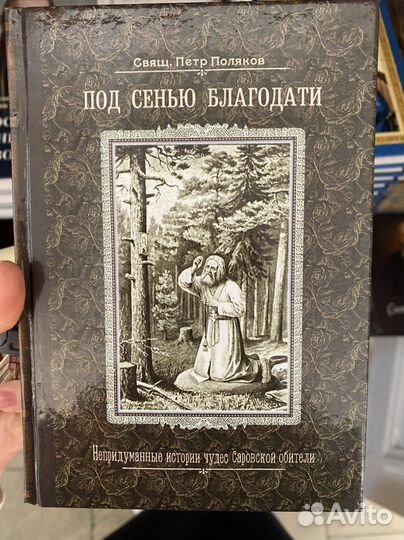 Свящ. Петр Поляков
ПОД СЕНЬЮ БЛАГОДАТИ
Непридуманные истории чудес Саровской обители
Avito